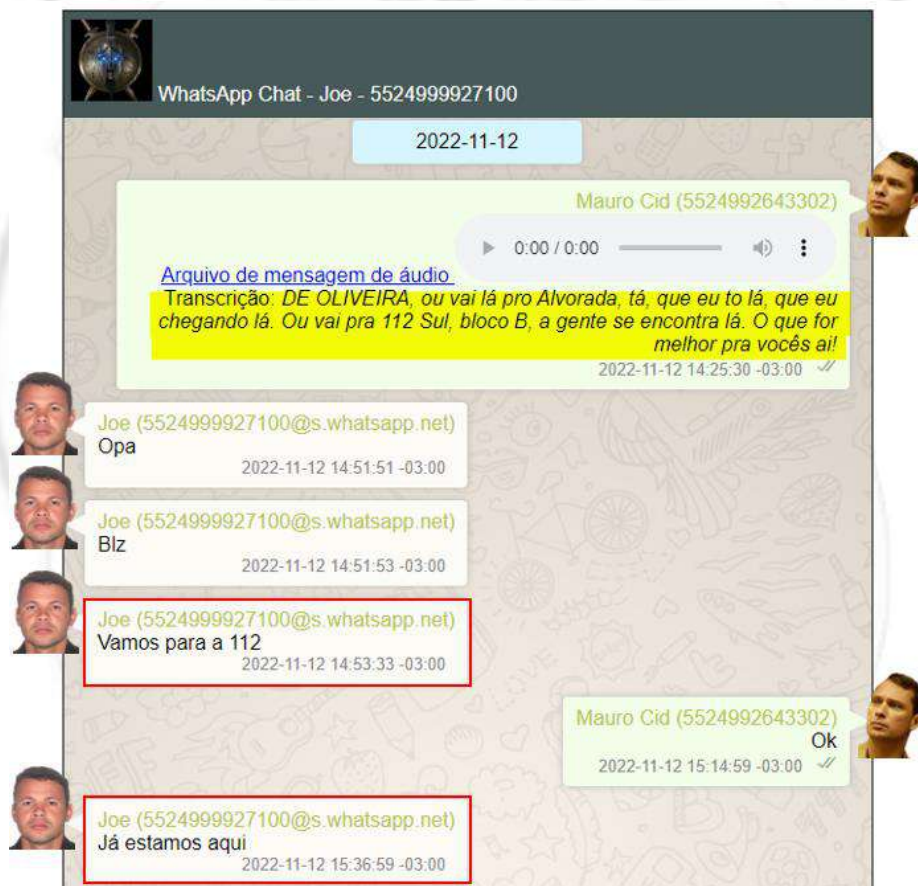 WhatsApp Chat - Joe - 5524999927100
2022-11-12
Mauro Cid (5524992643302)
0:00 / 0:00
Arquivo de mensagem de áudio
Transcrição: DE OLIVEIRA, ou vai lá pro Alvorada, tá, que eu to lá, que eu
chegando lá. Ou vai pra 112 Sul, bloco B, a gente se encontra lá. O que for
melhor pra vocês ai!
2022-11-12 14:25:30 -03:00
Joe (5524999927100@s.whatsapp.net)
Opa
2022-11-12 14:51:51 -03:00
Joe (5524999927100@s.whatsapp.net)
Blz
2022-11-12 14:51:53 -03:00
Joe (5524999927100@s.whatsapp.net)
Vamos para a 112
2022-11-12 14:53:33 -03:00
Mauro Cid (5524992643302)
Ok
2022-11-12 15:14:59 -03:00
Joe (5524999927100@s.whatsapp.net)
Já estamos aqui
2022-11-12 15:36:59 -03:00